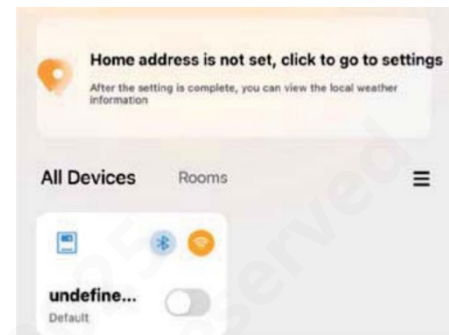 Home address is not set, click to go to settings
After the setting is complete, you can view the local weather
information
All Devices
Rooms
undefine...
Default